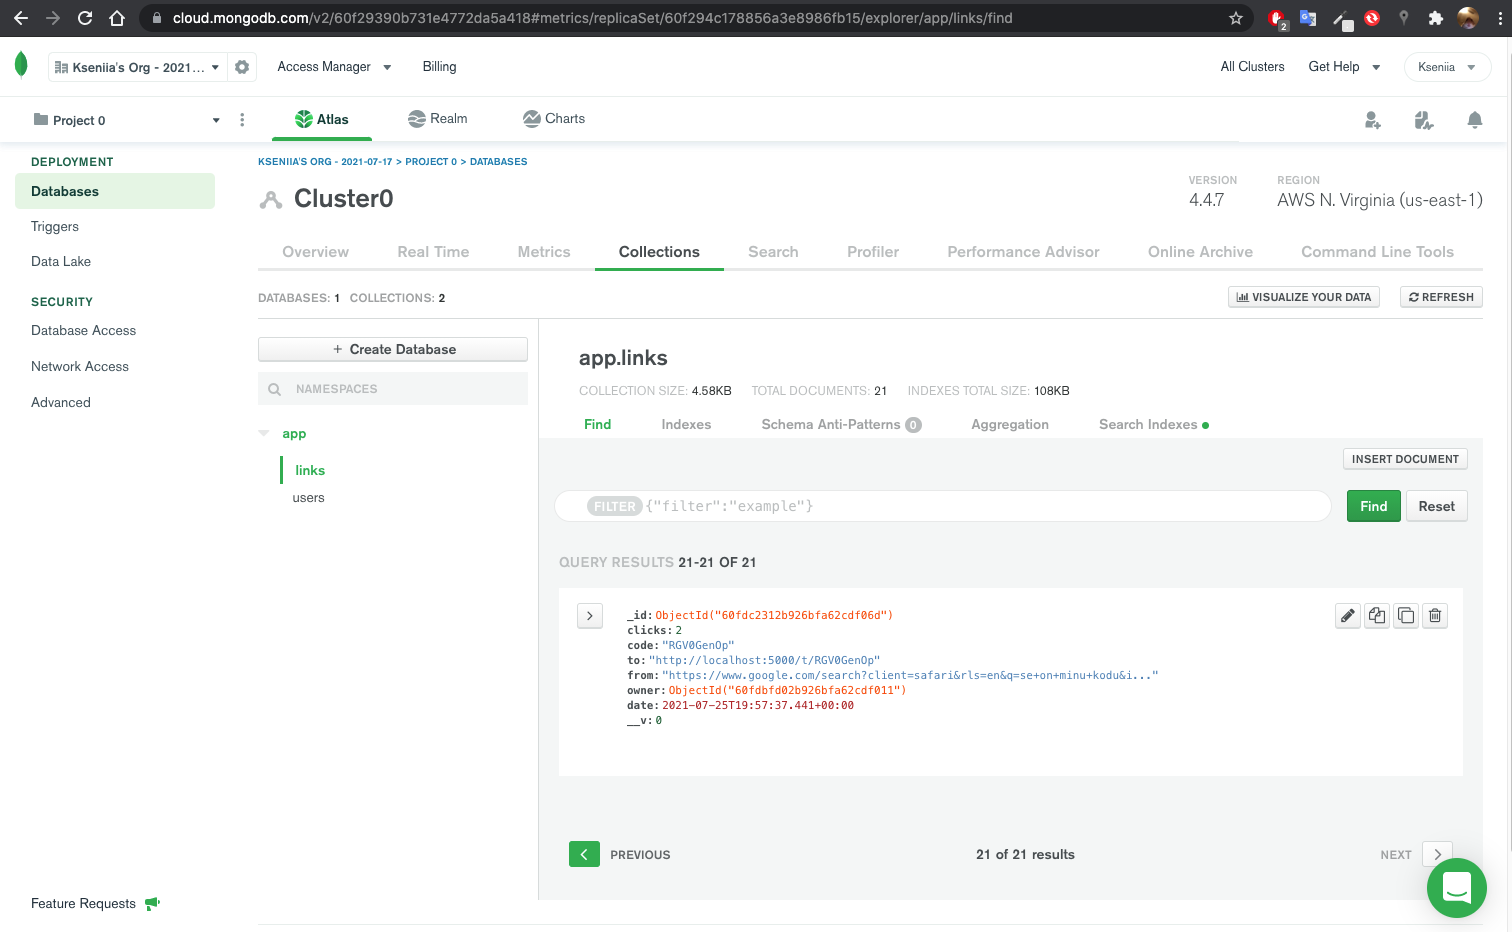 cloud.mongodb.com/v2/60f29390b731e4772da5a418#metrics/replicaSet/60f294c178856a3e8986fb15/explorer/app/links/find
2
Kseniia's Org - 2021...
Access Manager
Billing
All Clusters
Get Help
Kseniia
Project 0
Atlas
Realm
Charts
DEPLOYMENT
Databases
Triggers
Data Lake
SECURITY
Database Access
Network Access
Advanced
Feature Requests
KSENIIA'S ORG - 2021-07-17 > PROJECT 0 > DATABASES
Cluster0
VERSION
4.4.7
REGION
AWS N. Virginia (us-east-1)
Overview
Real Time
Metrics
Collections
Search
Profiler
Performance Advisor
Online Archive
Command Line Tools
DATABASES: 1 COLLECTIONS: 2
VISUALIZE YOUR DATA
REFRESH
+ Create Database
NAMESPACES
app
links
users
app.links
COLLECTION SIZE: 4.58KB TOTAL DOCUMENTS: 21 INDEXES TOTAL SIZE: 108KB
Find
Indexes
Schema Anti-Patterns 0
Aggregation
Search Indexes
INSERT DOCUMENT
FILTER {"filter":"example"}
Find
Reset
QUERY RESULTS 21-21 OF 21
_id: ObjectId("60fdc2312b926bfa62cdf06d")
clicks: 2
code: "RGV0GenOp"
to: "http://localhost:5000/t/RGV0GenOp"
from: "https://www.google.com/search?client=safari&rls=en&q=se+on+minu+kodu&i..."
owner: ObjectId("60fdbfd02b926bfa62cdf011")
date: 2021-07-25T19:57:37.441+00:00
__v: 0
PREVIOUS
21 of 21 results
NEXT